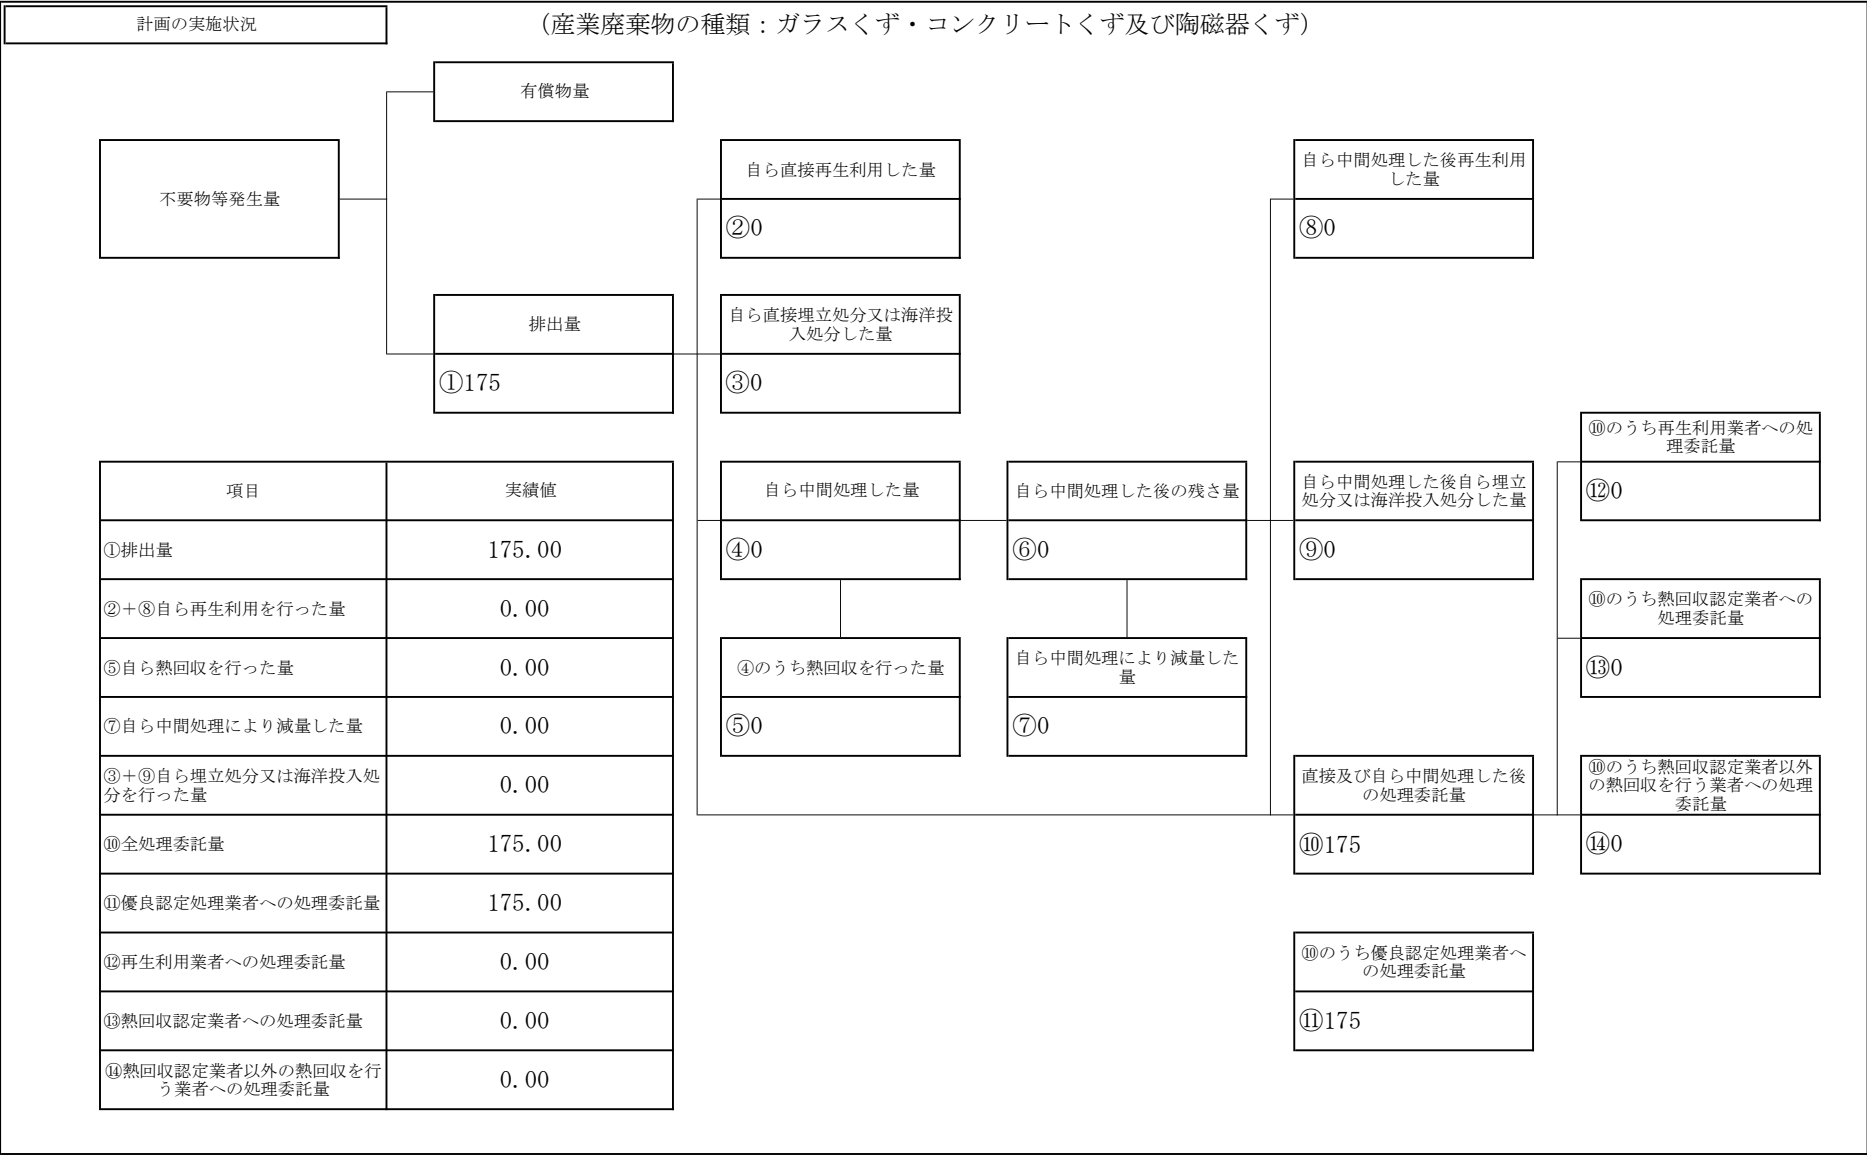 計画の実施状況
（産業廃棄物の種類：ガラスくず・コンクリートくず及び陶磁器くず）
有償物量
不要物等発生量
自ら直接再生利用した量
②0
自ら中間処理した後再生利用
した量
⑧0
排出量
①175
自ら直接埋立処分又は海洋投
入処分した量
③0
⑩のうち再生利用業者への処
理委託量
⑫0
自ら中間処理した量
④0
自ら中間処理した後の残さ量
⑥0
自ら中間処理した後自ら埋立
処分又は海洋投入処分した量
⑨0
⑩のうち熱回収認定業者への
処理委託量
⑬0
④のうち熱回収を行った量
⑤0
自ら中間処理により減量した
量
⑦0
直接及び自ら中間処理した後
の処理委託量
⑩175
⑩のうち熱回収認定業者以外
の熱回収を行う業者への処理
委託量
⑭0
⑩のうち優良認定処理業者へ
の処理委託量
⑪175
項目 実績値
①排出量 175.00
②＋⑧自ら再生利用を行った量 0.00
⑤自ら熱回収を行った量 0.00
⑦自ら中間処理により減量した量 0.00
③＋⑨自ら埋立処分又は海洋投入処
分を行った量 0.00
⑩全処理委託量 175.00
⑪優良認定処理業者への処理委託量 175.00
⑫再生利用業者への処理委託量 0.00
⑬熱回収認定業者への処理委託量 0.00
⑭熱回収認定業者以外の熱回収を行
う業者への処理委託量 0.00